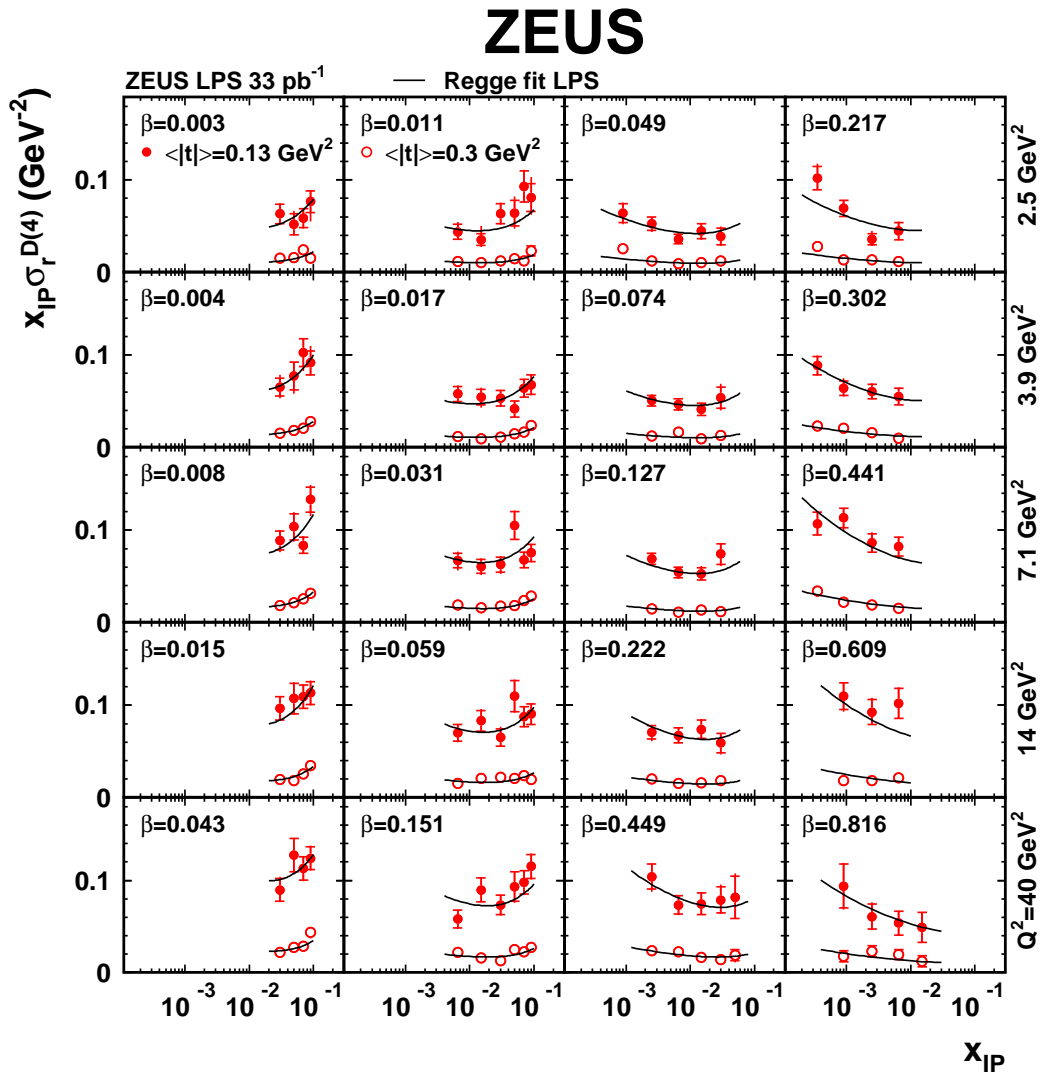 ZEUS
ZEUS LPS 33 pb⁻¹ — Regge fit LPS
x_IP σ_r^D(4) (GeV⁻²)
β=0.003 β=0.011 β=0.049 β=0.217
● <|t|>=0.13 GeV² ○ <|t|>=0.3 GeV²
0.1
0
2.5 GeV²
β=0.004 β=0.017 β=0.074 β=0.302
0.1
0
3.9 GeV²
β=0.008 β=0.031 β=0.127 β=0.441
0.1
0
7.1 GeV²
β=0.015 β=0.059 β=0.222 β=0.609
0.1
0
14 GeV²
β=0.043 β=0.151 β=0.449 β=0.816
0.1
0
Q²=40 GeV²
10⁻³ 10⁻² 10⁻¹ 10⁻³ 10⁻² 10⁻¹ 10⁻³ 10⁻² 10⁻¹ 10⁻³ 10⁻² 10⁻¹
x_IP